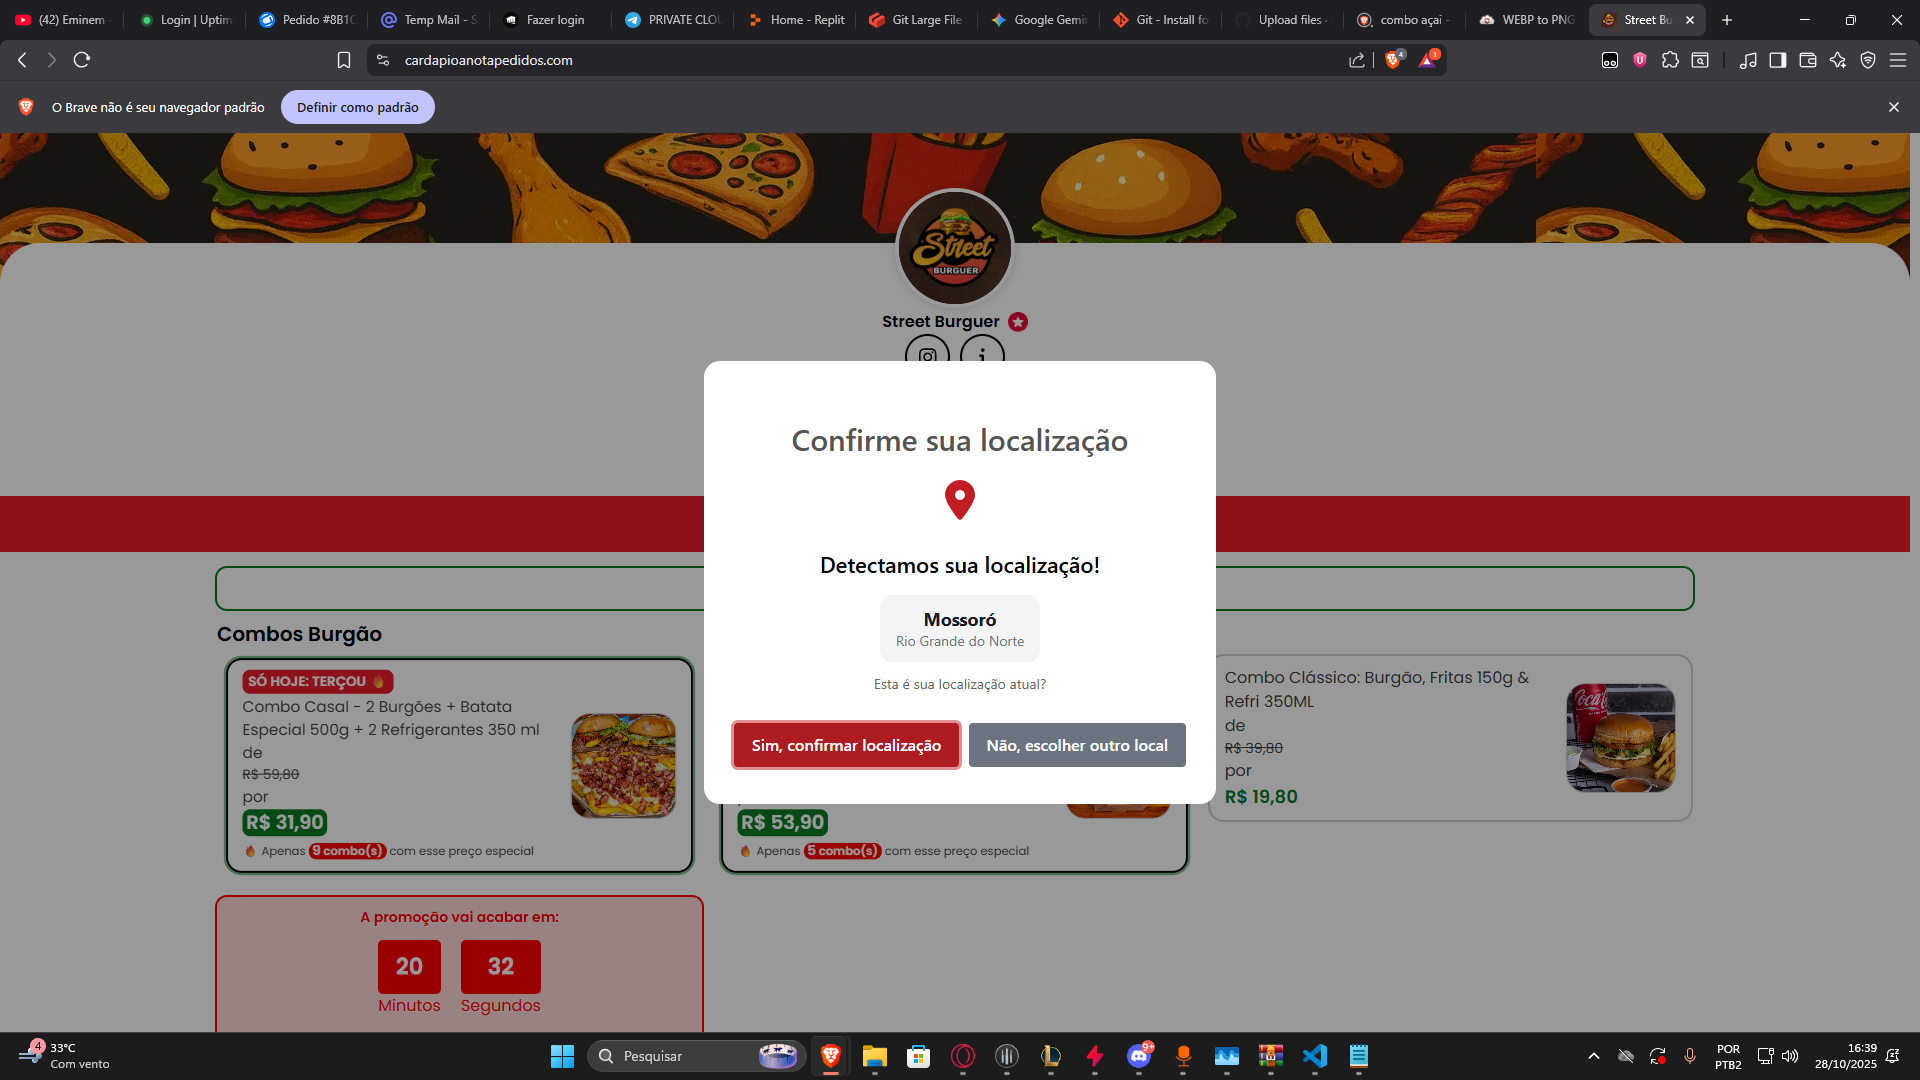 (42) Eminem
Login | Uptim
Pedido #8B1C
Temp Mail - S
Fazer login
PRIVATE CLOU
Home - Replit
Git Large File
Google Gemin
Git - Install fo
Upload files -
combo açai -
WEBP to PNG
Street Bu
cardapioanotapedidos.com
4
1
O Brave não é seu navegador padrão
Definir como padrão
Street
BURGUER
Street Burguer
Confirme sua localização
Detectamos sua localização!
Mossoró
Rio Grande do Norte
Esta é sua localização atual?
Sim, confirmar localização
Não, escolher outro local
Combos Burgão
SÓ HOJE: TERÇOU
Combo Casal - 2 Burgões + Batata
Especial 500g + 2 Refrigerantes 350 ml
de
R$ 59,80
por
R$ 31,90
Apenas 9 combo(s) com esse preço especial
R$ 53,90
Apenas 5 combo(s) com esse preço especial
Combo Clássico: Burgão, Fritas 150g &
Refri 350ML
de
R$ 39,80
por
R$ 19,80
A promoção vai acabar em:
20
32
Minutos
Segundos
4
33°C
Com vento
Pesquisar
9+
POR
PTB2
16:39
28/10/2025